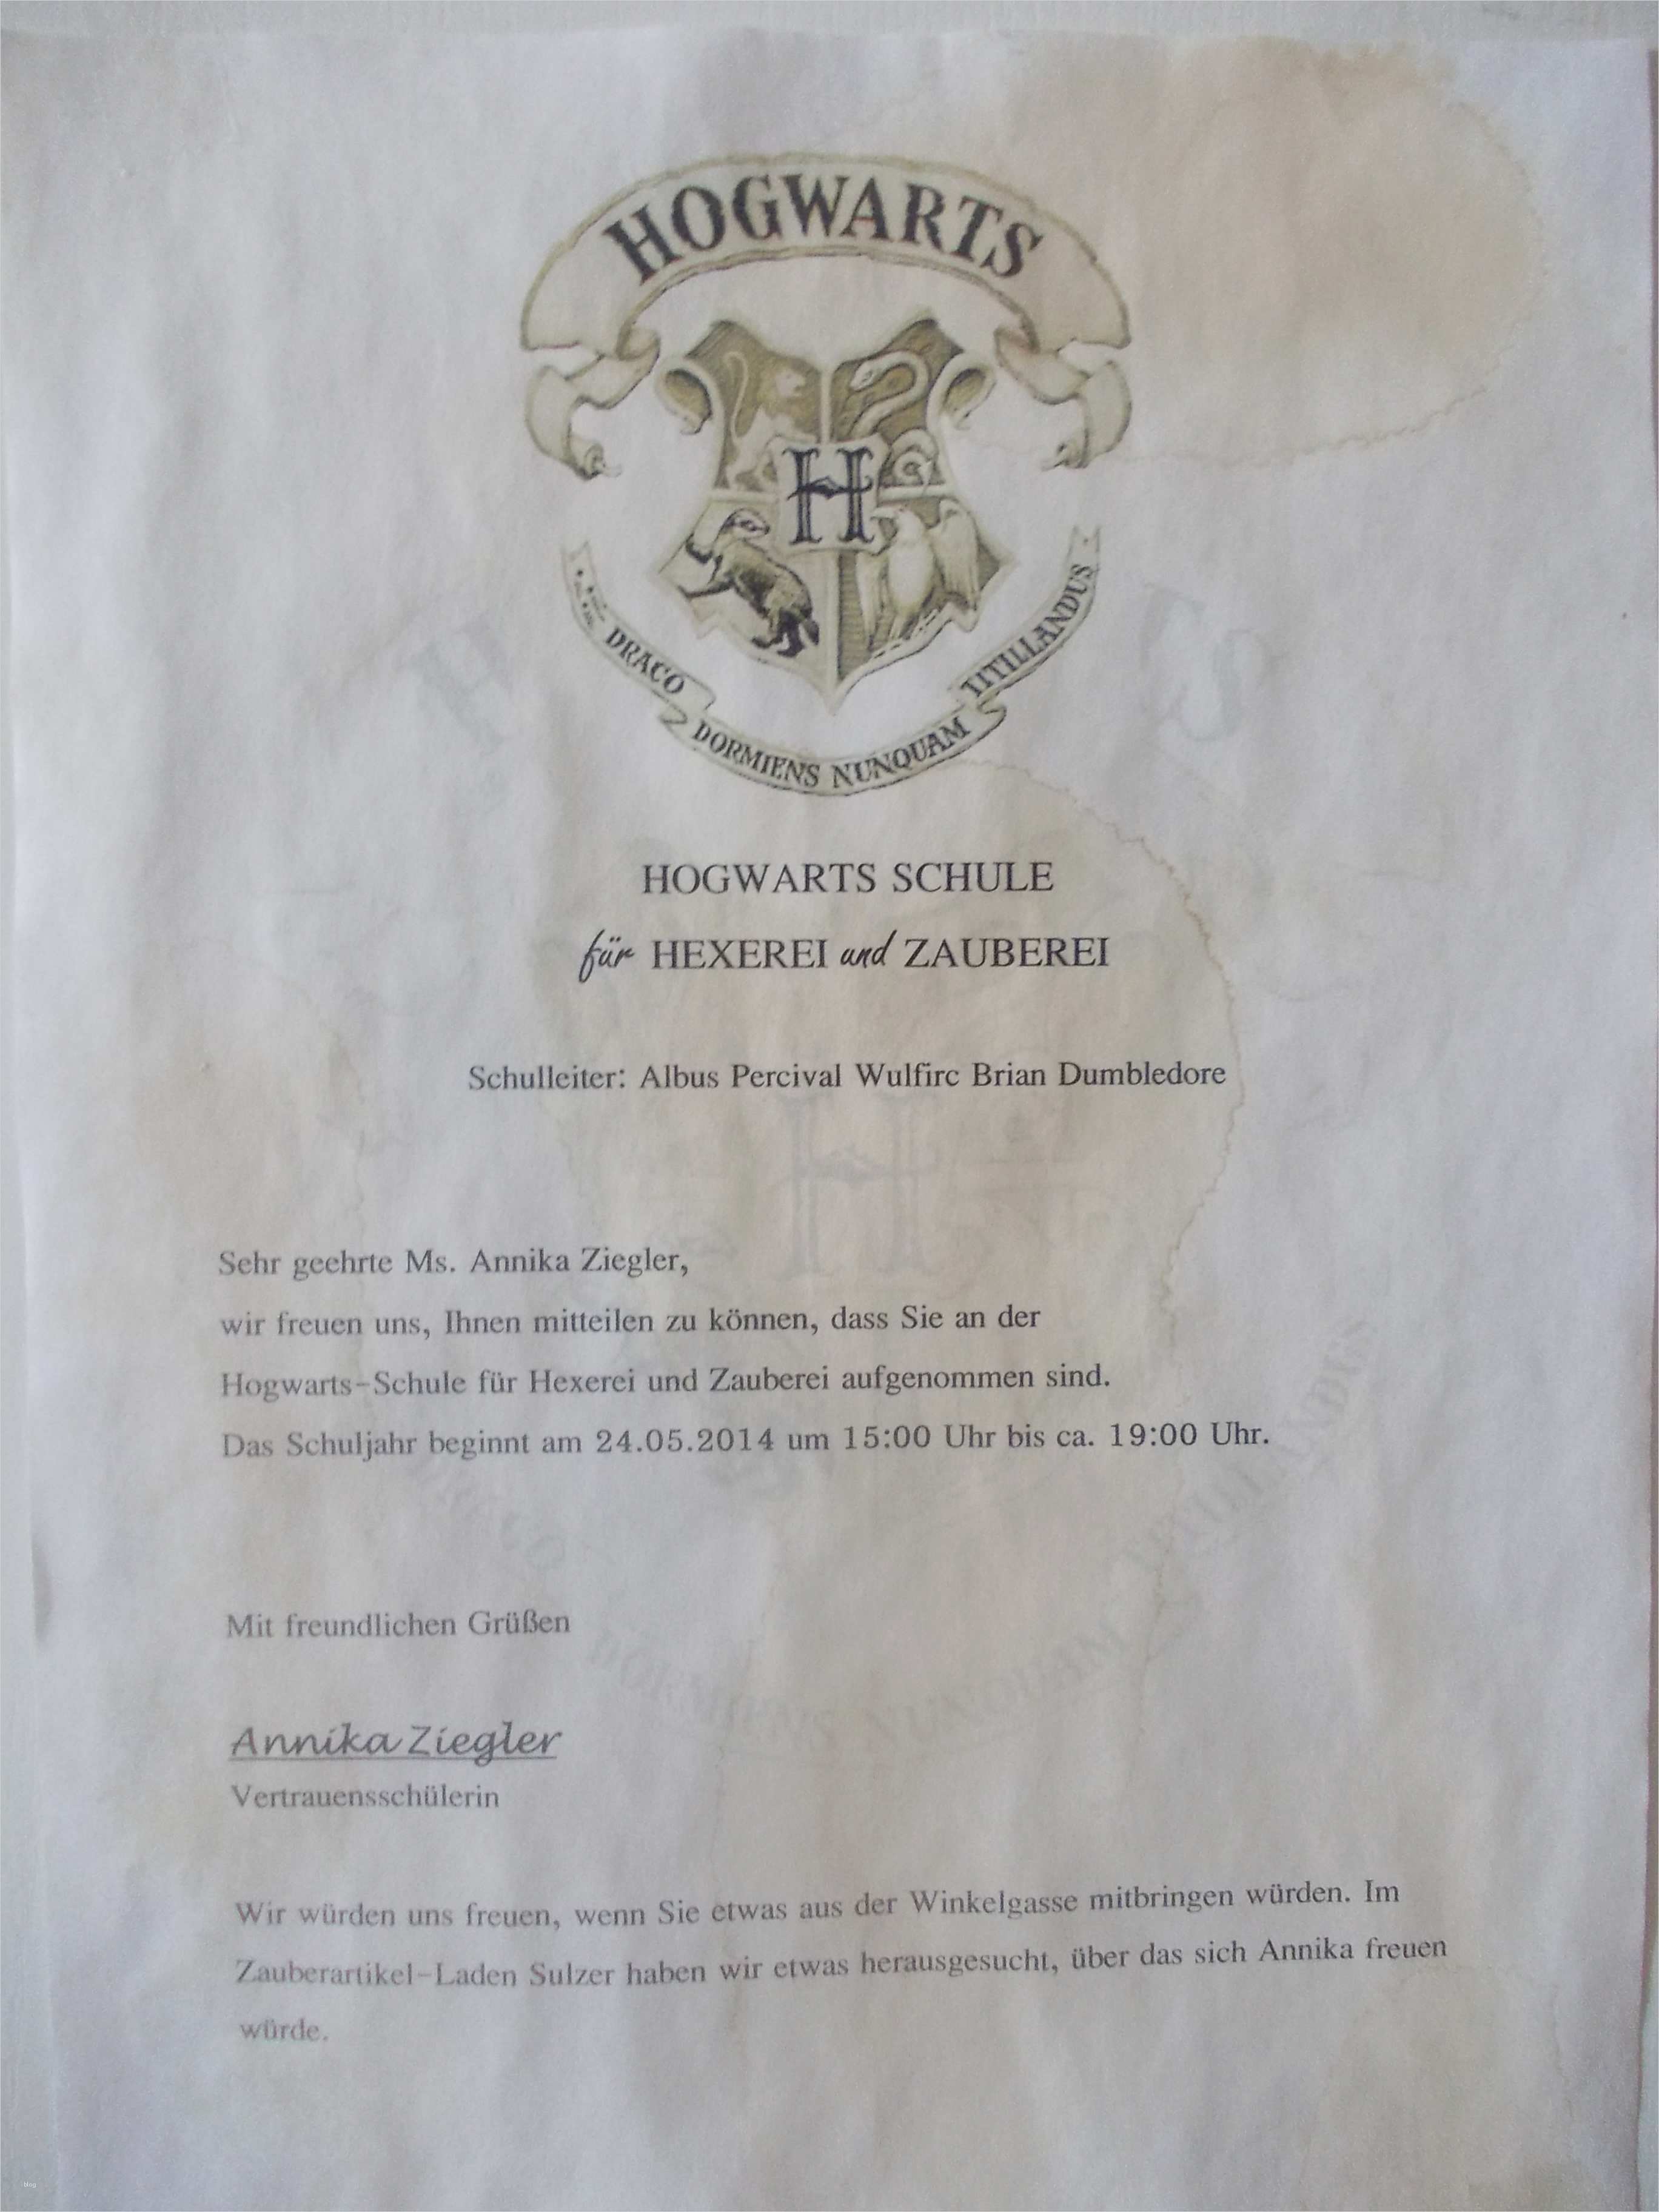 HOGWARTS
H
DRACO DORMIENS NUNQUAM TITILLANDUS
HOGWARTS SCHULE
für HEXEREI und ZAUBEREI
Schulleiter: Albus Percival Wulfirc Brian Dumbledore
Sehr geehrte Ms. Annika Ziegler,
wir freuen uns, Ihnen mitteilen zu können, dass Sie an der
Hogwarts-Schule für Hexerei und Zauberei aufgenommen sind.
Das Schuljahr beginnt am 24.05.2014 um 15:00 Uhr bis ca. 19:00 Uhr.
Mit freundlichen Grüßen
Annika Ziegler
Vertrauensschülerin
Wir würden uns freuen, wenn Sie etwas aus der Winkelgasse mitbringen würden. Im
Zauberartikel-Laden Sulzer haben wir etwas herausgesucht, über das sich Annika freuen
würde.